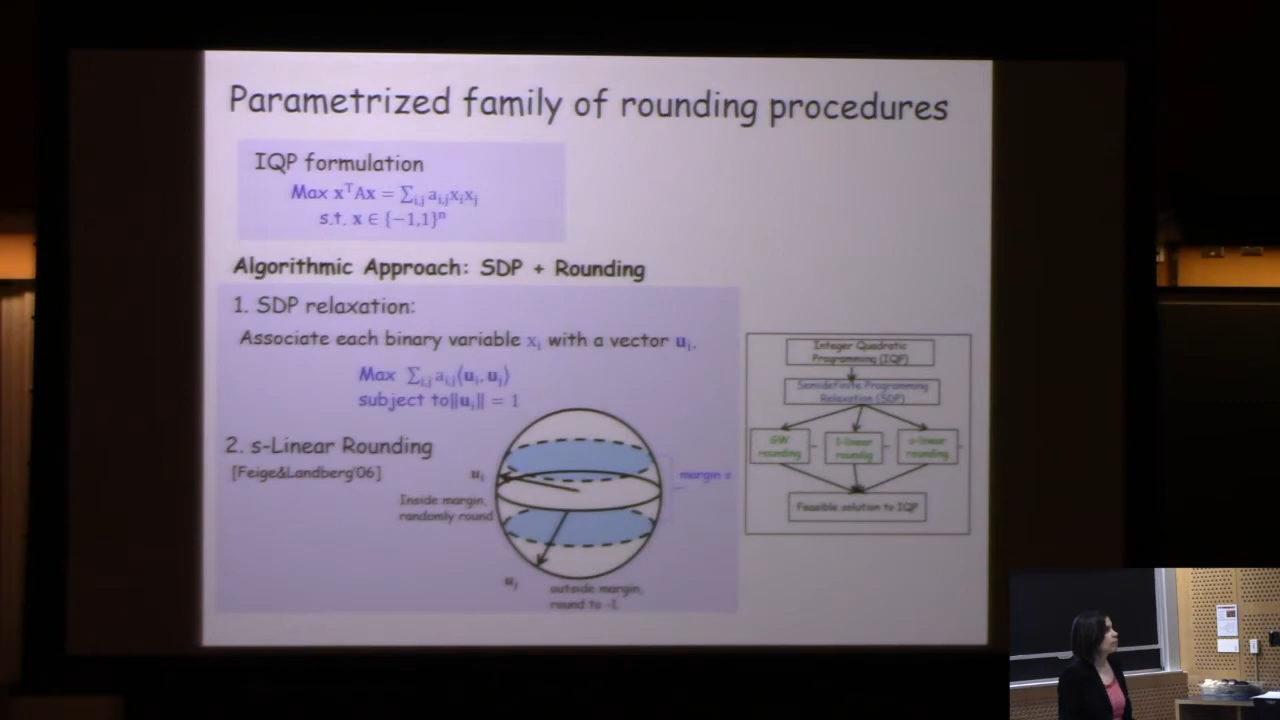 Parametrized family of rounding procedures
IQP formulation
Max xᵀAx = ∑i,j ai,jxixj
s.t. x ∈ {−1,1}ⁿ
Algorithmic Approach: SDP + Rounding
1. SDP relaxation:
Associate each binary variable xi with a vector ui.
Max ∑i,j ai,j⟨ui, uj⟩
subject to‖ui‖ = 1
2. s-Linear Rounding
[Feige&Landberg'06]
ui
margin s
Inside margin,
randomly round
uj
outside margin,
round to -1.
Integer Quadratic
Programming (IQP)
Semidefinite Programming
Relaxation (SDP)
GW
rounding
1-linear
roundig
s-linear
rounding
Feasible solution to IQP